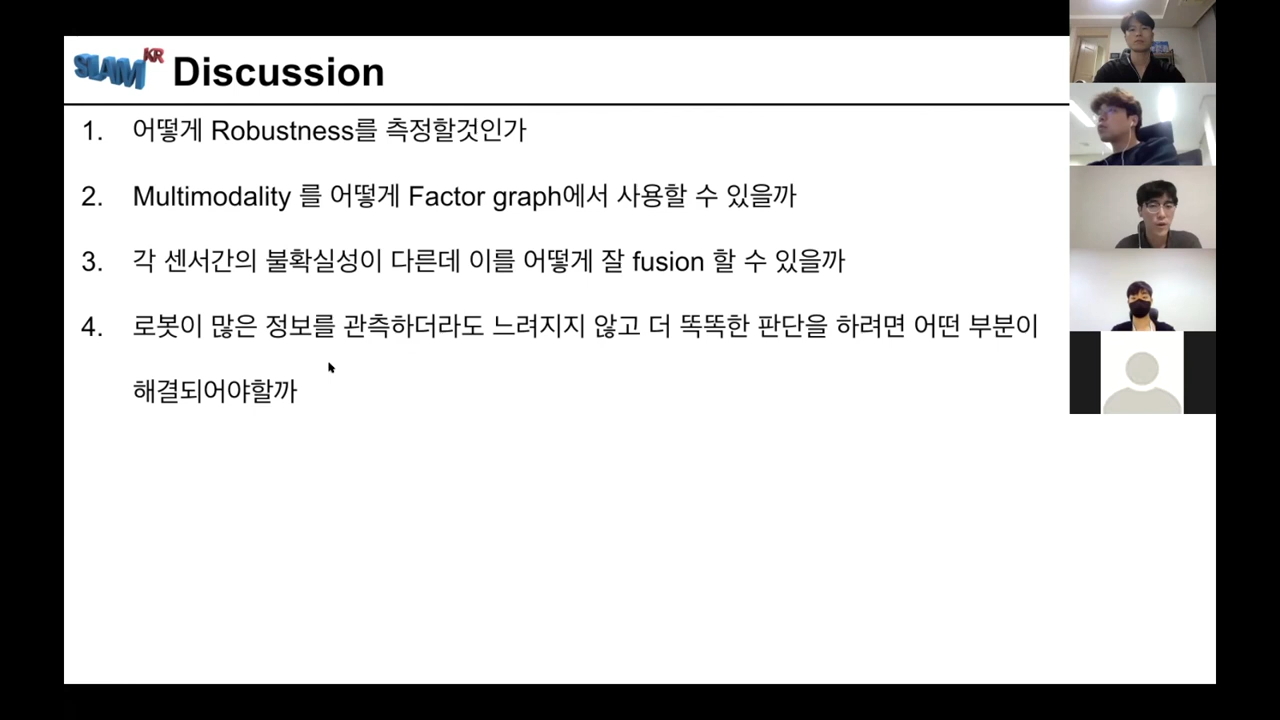 SLAM KR Discussion
1. 어떻게 Robustness를 측정할것인가
2. Multimodality 를 어떻게 Factor graph에서 사용할 수 있을까
3. 각 센서간의 불확실성이 다른데 이를 어떻게 잘 fusion 할 수 있을까
4. 로봇이 많은 정보를 관측하더라도 느려지지 않고 더 똑똑한 판단을 하려면 어떤 부분이
해결되어야할까